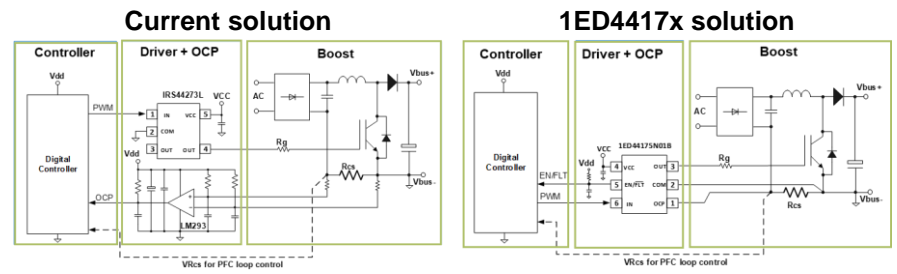 Current solution
1ED4417x solution
Controller
Driver + OCP
Boost
Vdd
IRS44273L
VCC
PWM
1 IN VCC 5
2 COM
3 OUT OUT 4
AC
Vbus+
Rg
Digital
Controller
Vdd
Rcs
OCP
Vbus-
LM293
VRcs for PFC loop control
Controller
Driver + OCP
Boost
Vdd
AC
Vbus+
VCC
1ED44175N01B
Vdd
4 VCC OUT 3
Rg
Digital
Controller
EN/FLT
5 EN/FLT COM 2
PWM
6 IN OCP 1
Rcs
Vbus-
VRcs for PFC loop control